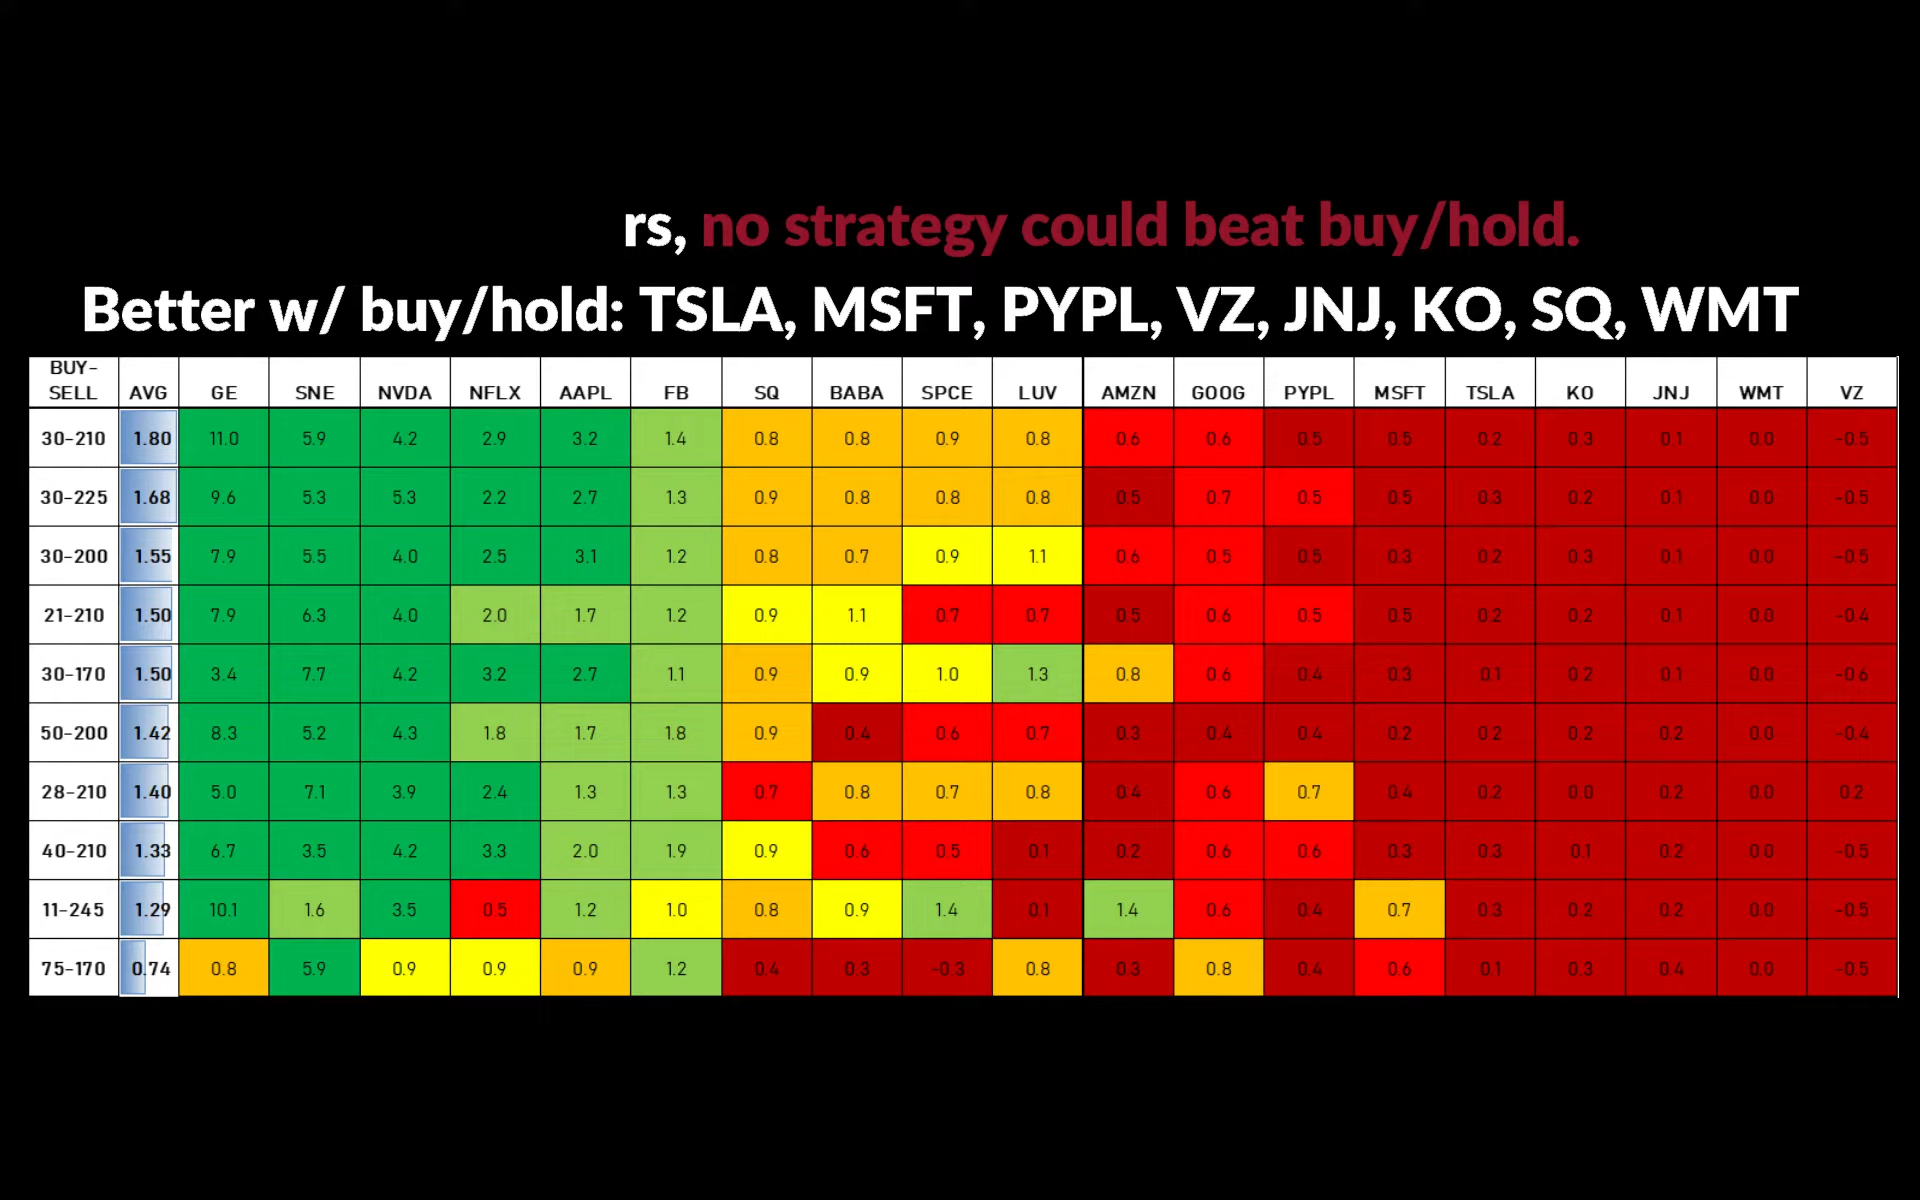 rs, no strategy could beat buy/hold.
Better w/ buy/hold: TSLA, MSFT, PYPL, VZ, JNJ, KO, SQ, WMT
BUY-
SELL AVG GE SNE NVDA NFLX AAPL FB SQ BABA SPCE LUV AMZN GOOG PYPL MSFT TSLA KO JNJ WMT VZ
30-210 1.80 11.0 5.9 4.2 2.9 3.2 1.4 0.8 0.8 0.9 0.8 0.6 0.6 0.5 0.5 0.2 0.3 0.1 0.0 -0.5
30-225 1.68 9.6 5.3 5.3 2.2 2.7 1.3 0.9 0.8 0.8 0.8 0.5 0.7 0.5 0.5 0.3 0.2 0.1 0.0 -0.5
30-200 1.55 7.9 5.5 4.0 2.5 3.1 1.2 0.8 0.7 0.9 1.1 0.6 0.5 0.5 0.3 0.2 0.3 0.1 0.0 -0.5
21-210 1.50 7.9 6.3 4.0 2.0 1.7 1.2 0.9 1.1 0.7 0.7 0.5 0.6 0.5 0.5 0.2 0.2 0.1 0.0 -0.4
30-170 1.50 3.4 7.7 4.2 3.2 2.7 1.1 0.9 0.9 1.0 1.3 0.8 0.6 0.4 0.3 0.1 0.2 0.1 0.0 -0.6
50-200 1.42 8.3 5.2 4.3 1.8 1.7 1.8 0.9 0.4 0.6 0.7 0.3 0.4 0.4 0.2 0.2 0.2 0.2 0.0 -0.4
28-210 1.40 5.0 7.1 3.9 2.4 1.3 1.3 0.7 0.8 0.7 0.8 0.4 0.6 0.7 0.4 0.2 0.0 0.2 0.0 0.2
40-210 1.33 6.7 3.5 4.2 3.3 2.0 1.9 0.9 0.6 0.5 0.1 0.2 0.6 0.6 0.3 0.3 0.1 0.2 0.0 -0.5
11-245 1.29 10.1 1.6 3.5 0.5 1.2 1.0 0.8 0.9 1.4 0.1 1.4 0.6 0.4 0.7 0.3 0.2 0.2 0.0 -0.5
75-170 0.74 0.8 5.9 0.9 0.9 0.9 1.2 0.4 0.3 -0.3 0.8 0.3 0.8 0.4 0.6 0.1 0.3 0.4 0.0 -0.5